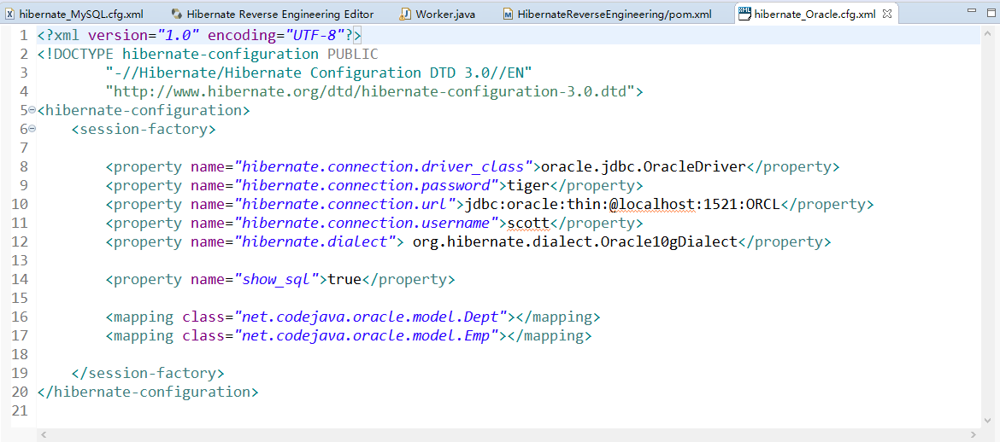 hibernate_MySQL.cfg.xml Hibernate Reverse Engineering Editor Worker.java HibernateReverseEngineering/pom.xml hibernate_Oracle.cfg.xml
1 <?xml version="1.0" encoding="UTF-8"?>
2 <!DOCTYPE hibernate-configuration PUBLIC
3         "-//Hibernate/Hibernate Configuration DTD 3.0//EN"
4         "http://www.hibernate.org/dtd/hibernate-configuration-3.0.dtd">
5 <hibernate-configuration>
6     <session-factory>
7
8         <property name="hibernate.connection.driver_class">oracle.jdbc.OracleDriver</property>
9         <property name="hibernate.connection.password">tiger</property>
10         <property name="hibernate.connection.url">jdbc:oracle:thin:@localhost:1521:ORCL</property>
11         <property name="hibernate.connection.username">scott</property>
12         <property name="hibernate.dialect"> org.hibernate.dialect.Oracle10gDialect</property>
13
14         <property name="show_sql">true</property>
15
16         <mapping class="net.codejava.oracle.model.Dept"></mapping>
17         <mapping class="net.codejava.oracle.model.Emp"></mapping>
18
19     </session-factory>
20 </hibernate-configuration>
21